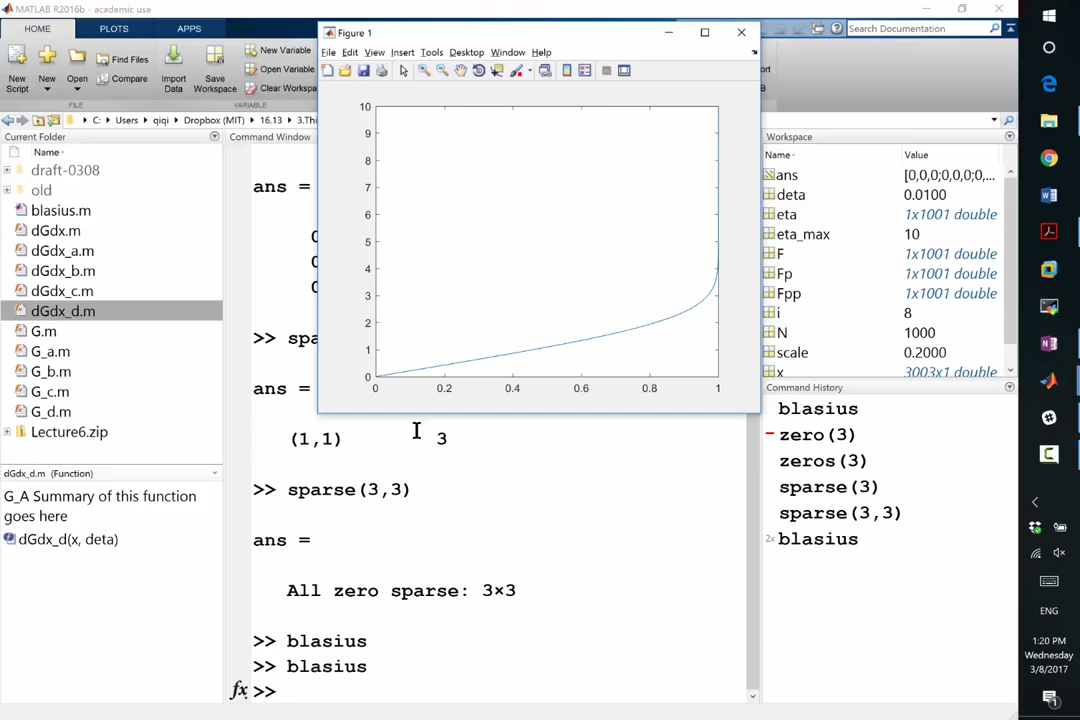 MATLAB R2016b - academic use
HOME
PLOTS
APPS
Search Documentation
New
Script
New
Open
Find Files
Compare
Import
Data
Save
Workspace
New Variable
Open Variable
Clear Workspa
FILE
VARIABLE
C:
Users
qiqi
Dropbox (MIT)
16.13
3.Thi
Current Folder
Name
draft-0308
old
blasius.m
dGdx.m
dGdx_a.m
dGdx_b.m
dGdx_c.m
dGdx_d.m
G.m
G_a.m
G_b.m
G_c.m
G_d.m
Lecture6.zip
dGdx_d.m (Function)
G_A Summary of this function
goes here
dGdx_d(x, deta)
Command Window
ans =
0
0
0
>> spa
ans =
(1,1) 3
>> sparse(3,3)
ans =
All zero sparse: 3×3
>> blasius
>> blasius
fx >>
Figure 1
File Edit View Insert Tools Desktop Window Help
10
9
8
7
6
5
4
3
2
1
0
0 0.2 0.4 0.6 0.8 1
Workspace
Name
Value
ans [0,0,0;0,0,0;0,...
deta 0.0100
eta 1x1001 double
eta_max 10
F 1x1001 double
Fp 1x1001 double
Fpp 1x1001 double
i 8
N 1000
scale 0.2000
x 3003x1 double
Command History
blasius
zero(3)
zeros(3)
sparse(3)
sparse(3,3)
2x blasius
ENG
1:20 PM
Wednesday
3/8/2017